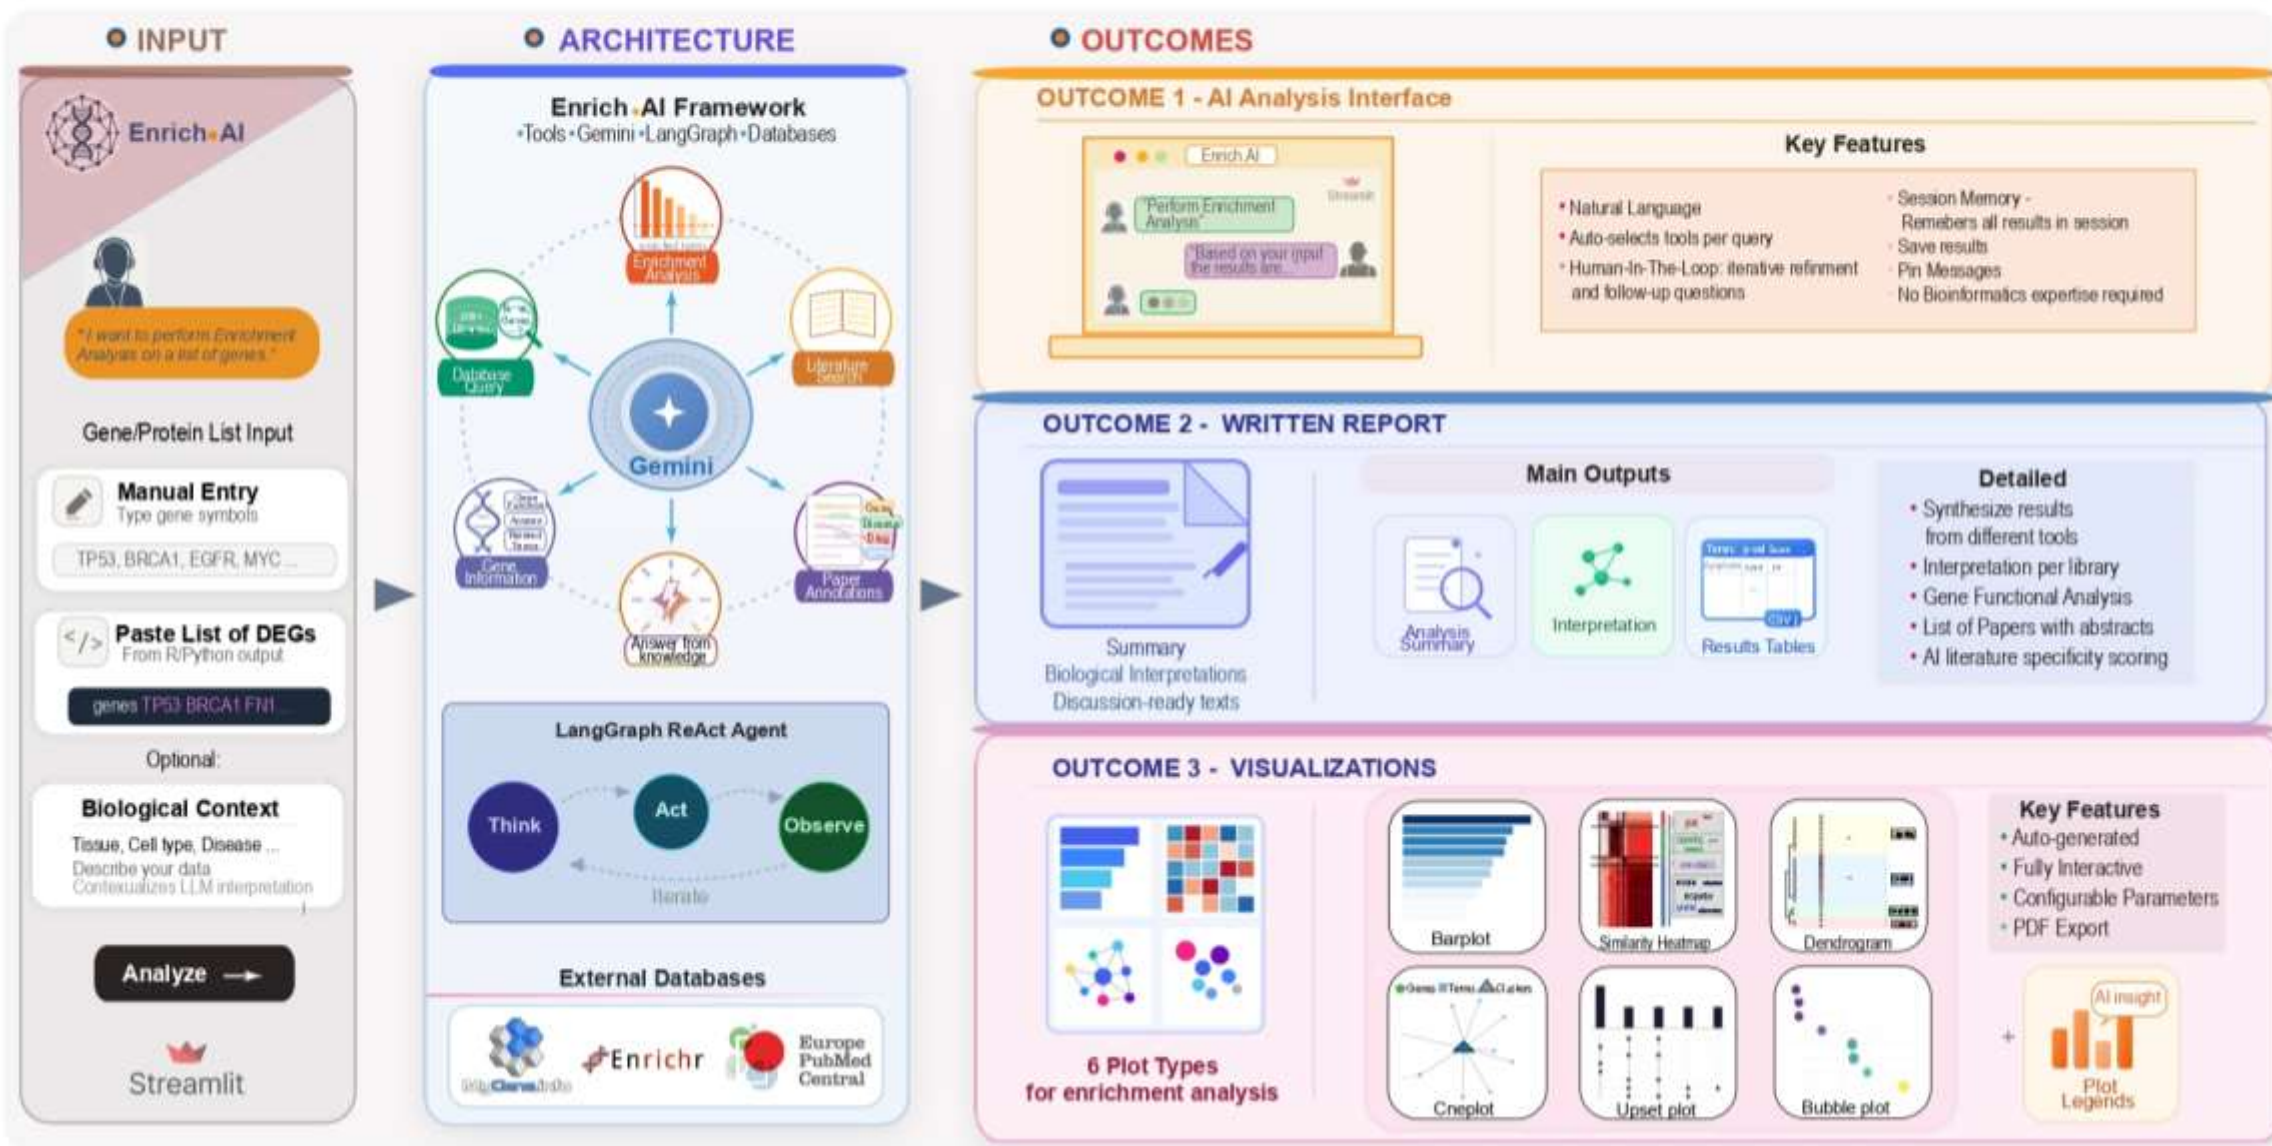 INPUT
Enrich.AI
"I want to perform Enrichment
Analysis on a list of genes."
Gene/Protein List Input
Manual Entry
Type gene symbols
TP53, BRCA1, EGFR, MYC ...
Paste List of DEGs
From R/Python output
genes TP53 BRCA1 FN1 ...
Optional:
Biological Context
Tissue, Cell type, Disease ...
Describe your data
Contexualizes LLM interpretation
Analyze
Streamlit
ARCHITECTURE
Enrich.AI Framework
•Tools •Gemini •LangGraph •Databases
Enrichment
Analysis
Database
Query
Literature
Search
Gemini
Gene
Information
Paper
Annotations
Answer from
knowledge
LangGraph ReAct Agent
Think
Act
Observe
Iterate
External Databases
Enrichr
Europe
PubMed
Central
OUTCOMES
OUTCOME 1 - AI Analysis Interface
Enrich.AI
Streamlit
"Perform Enrichment
Analysis"
"Based on your input
the results are..."
Key Features
• Natural Language
• Auto-selects tools per query
• Human-In-The-Loop: iterative refinment
and follow-up questions
• Session Memory -
Remebers all results in session
• Save results
• Pin Messages
• No Bioinformatics expertise required
OUTCOME 2 - WRITTEN REPORT
Summary
Biological Interpretations
Discussion-ready texts
Main Outputs
Analysis
Summary
Interpretation
Results Tables
Detailed
• Synthesize results
from different tools
• Interpretation per library
• Gene Functional Analysis
• List of Papers with abstracts
• AI literature specificity scoring
OUTCOME 3 - VISUALIZATIONS
6 Plot Types
for enrichment analysis
Barplot
Similarity Heatmap
Dendrogram
Cneplot
Upset plot
Bubble plot
Key Features
• Auto-generated
• Fully Interactive
• Configurable Parameters
• PDF Export
+
AI insight
Plot
Legends